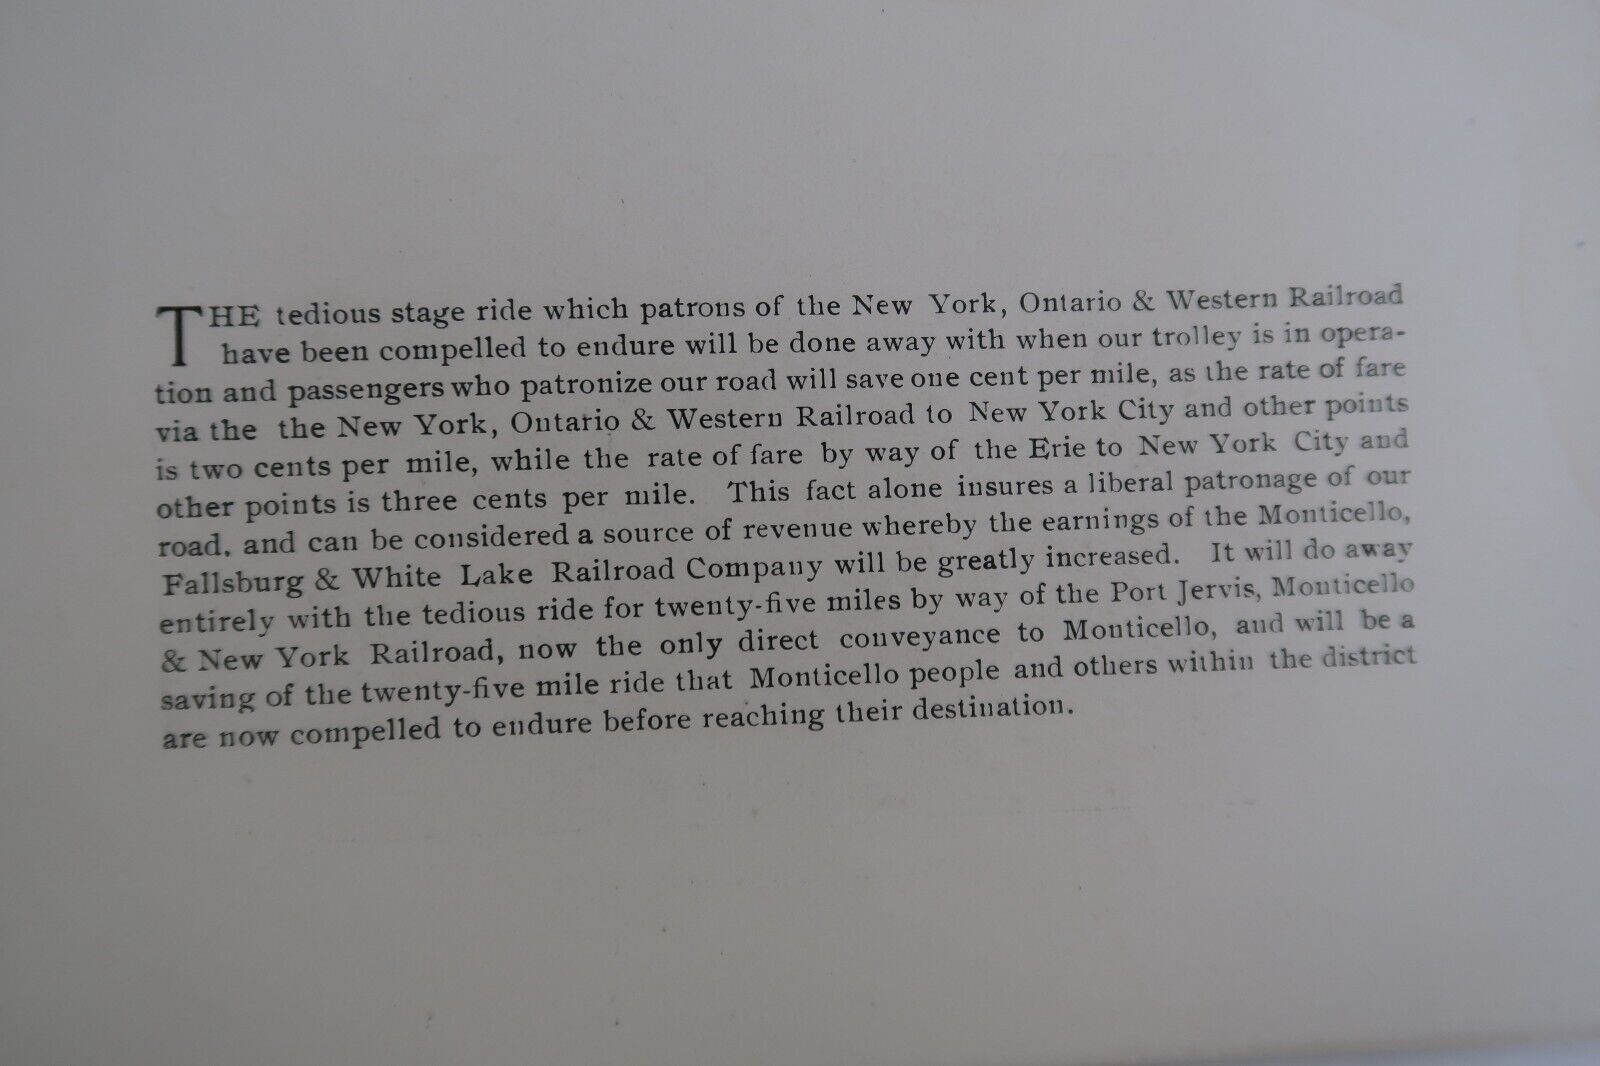 THE tedious stage ride which patrons of the New York, Ontario & Western Railroad
have been compelled to endure will be done away with when our trolley is in opera-
tion and passengers who patronize our road will save one cent per mile, as the rate of fare
via the the New York, Ontario & Western Railroad to New York City and other points
is two cents per mile, while the rate of fare by way of the Erie to New York City and
other points is three cents per mile. This fact alone insures a liberal patronage of our
road, and can be considered a source of revenue whereby the earnings of the Monticello,
Fallsburg & White Lake Railroad Company will be greatly increased. It will do away
entirely with the tedious ride for twenty-five miles by way of the Port Jervis, Monticello
& New York Railroad, now the only direct conveyance to Monticello, and will be a
saving of the twenty-five mile ride that Monticello people and others within the district
are now compelled to endure before reaching their destination.